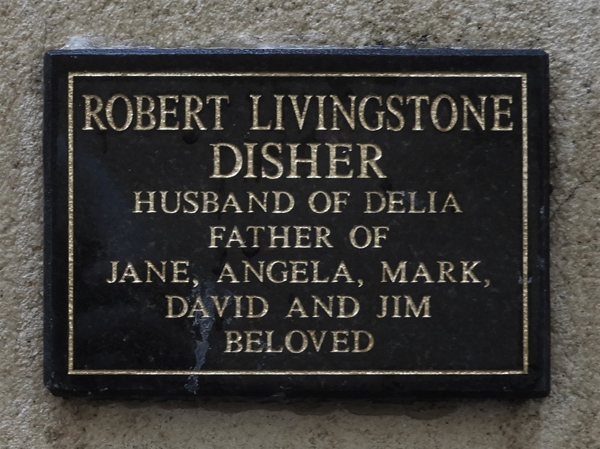 ROBERT LIVINGSTONE
DISHER
HUSBAND OF DELIA
FATHER OF
JANE, ANGELA, MARK,
DAVID AND JIM
BELOVED